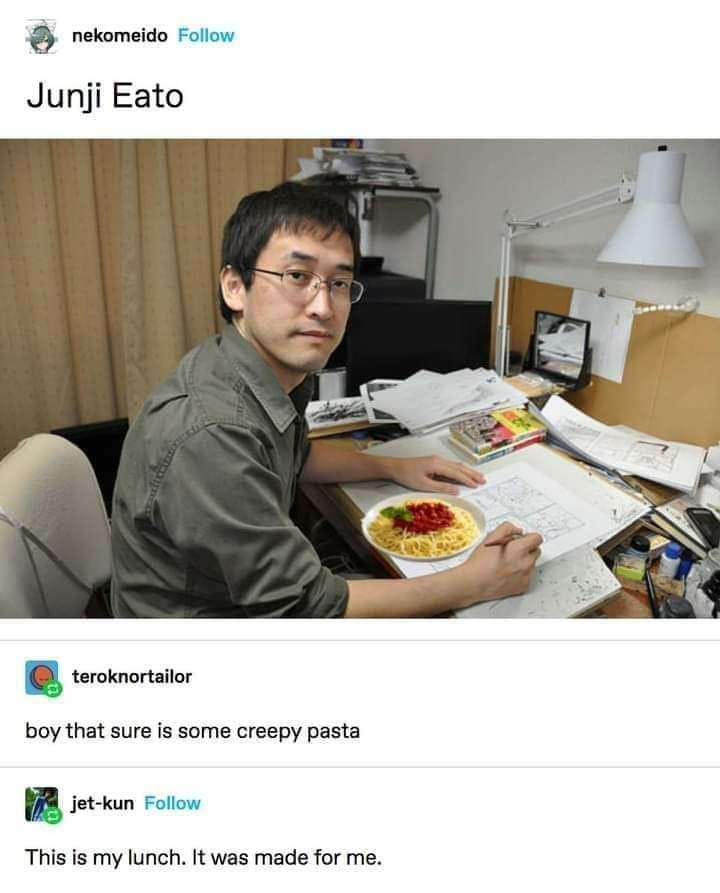 nekomeido Follow
Junji Eato
teroknortailor
boy that sure is some creepy pasta
jet-kun Follow
This is my lunch. It was made for me.